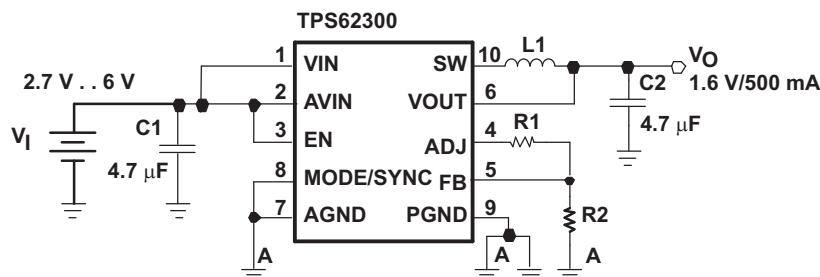 TPS62300
1 VIN SW 10 L1
VO
2.7 V . . 6 V
1.6 V/500 mA
2 AVIN VOUT 6
C2
VI
C1
3 EN ADJ 4 R1
4.7 μF
4.7 μF
8 MODE/SYNC FB 5
7 AGND PGND 9
R2
A
A
A